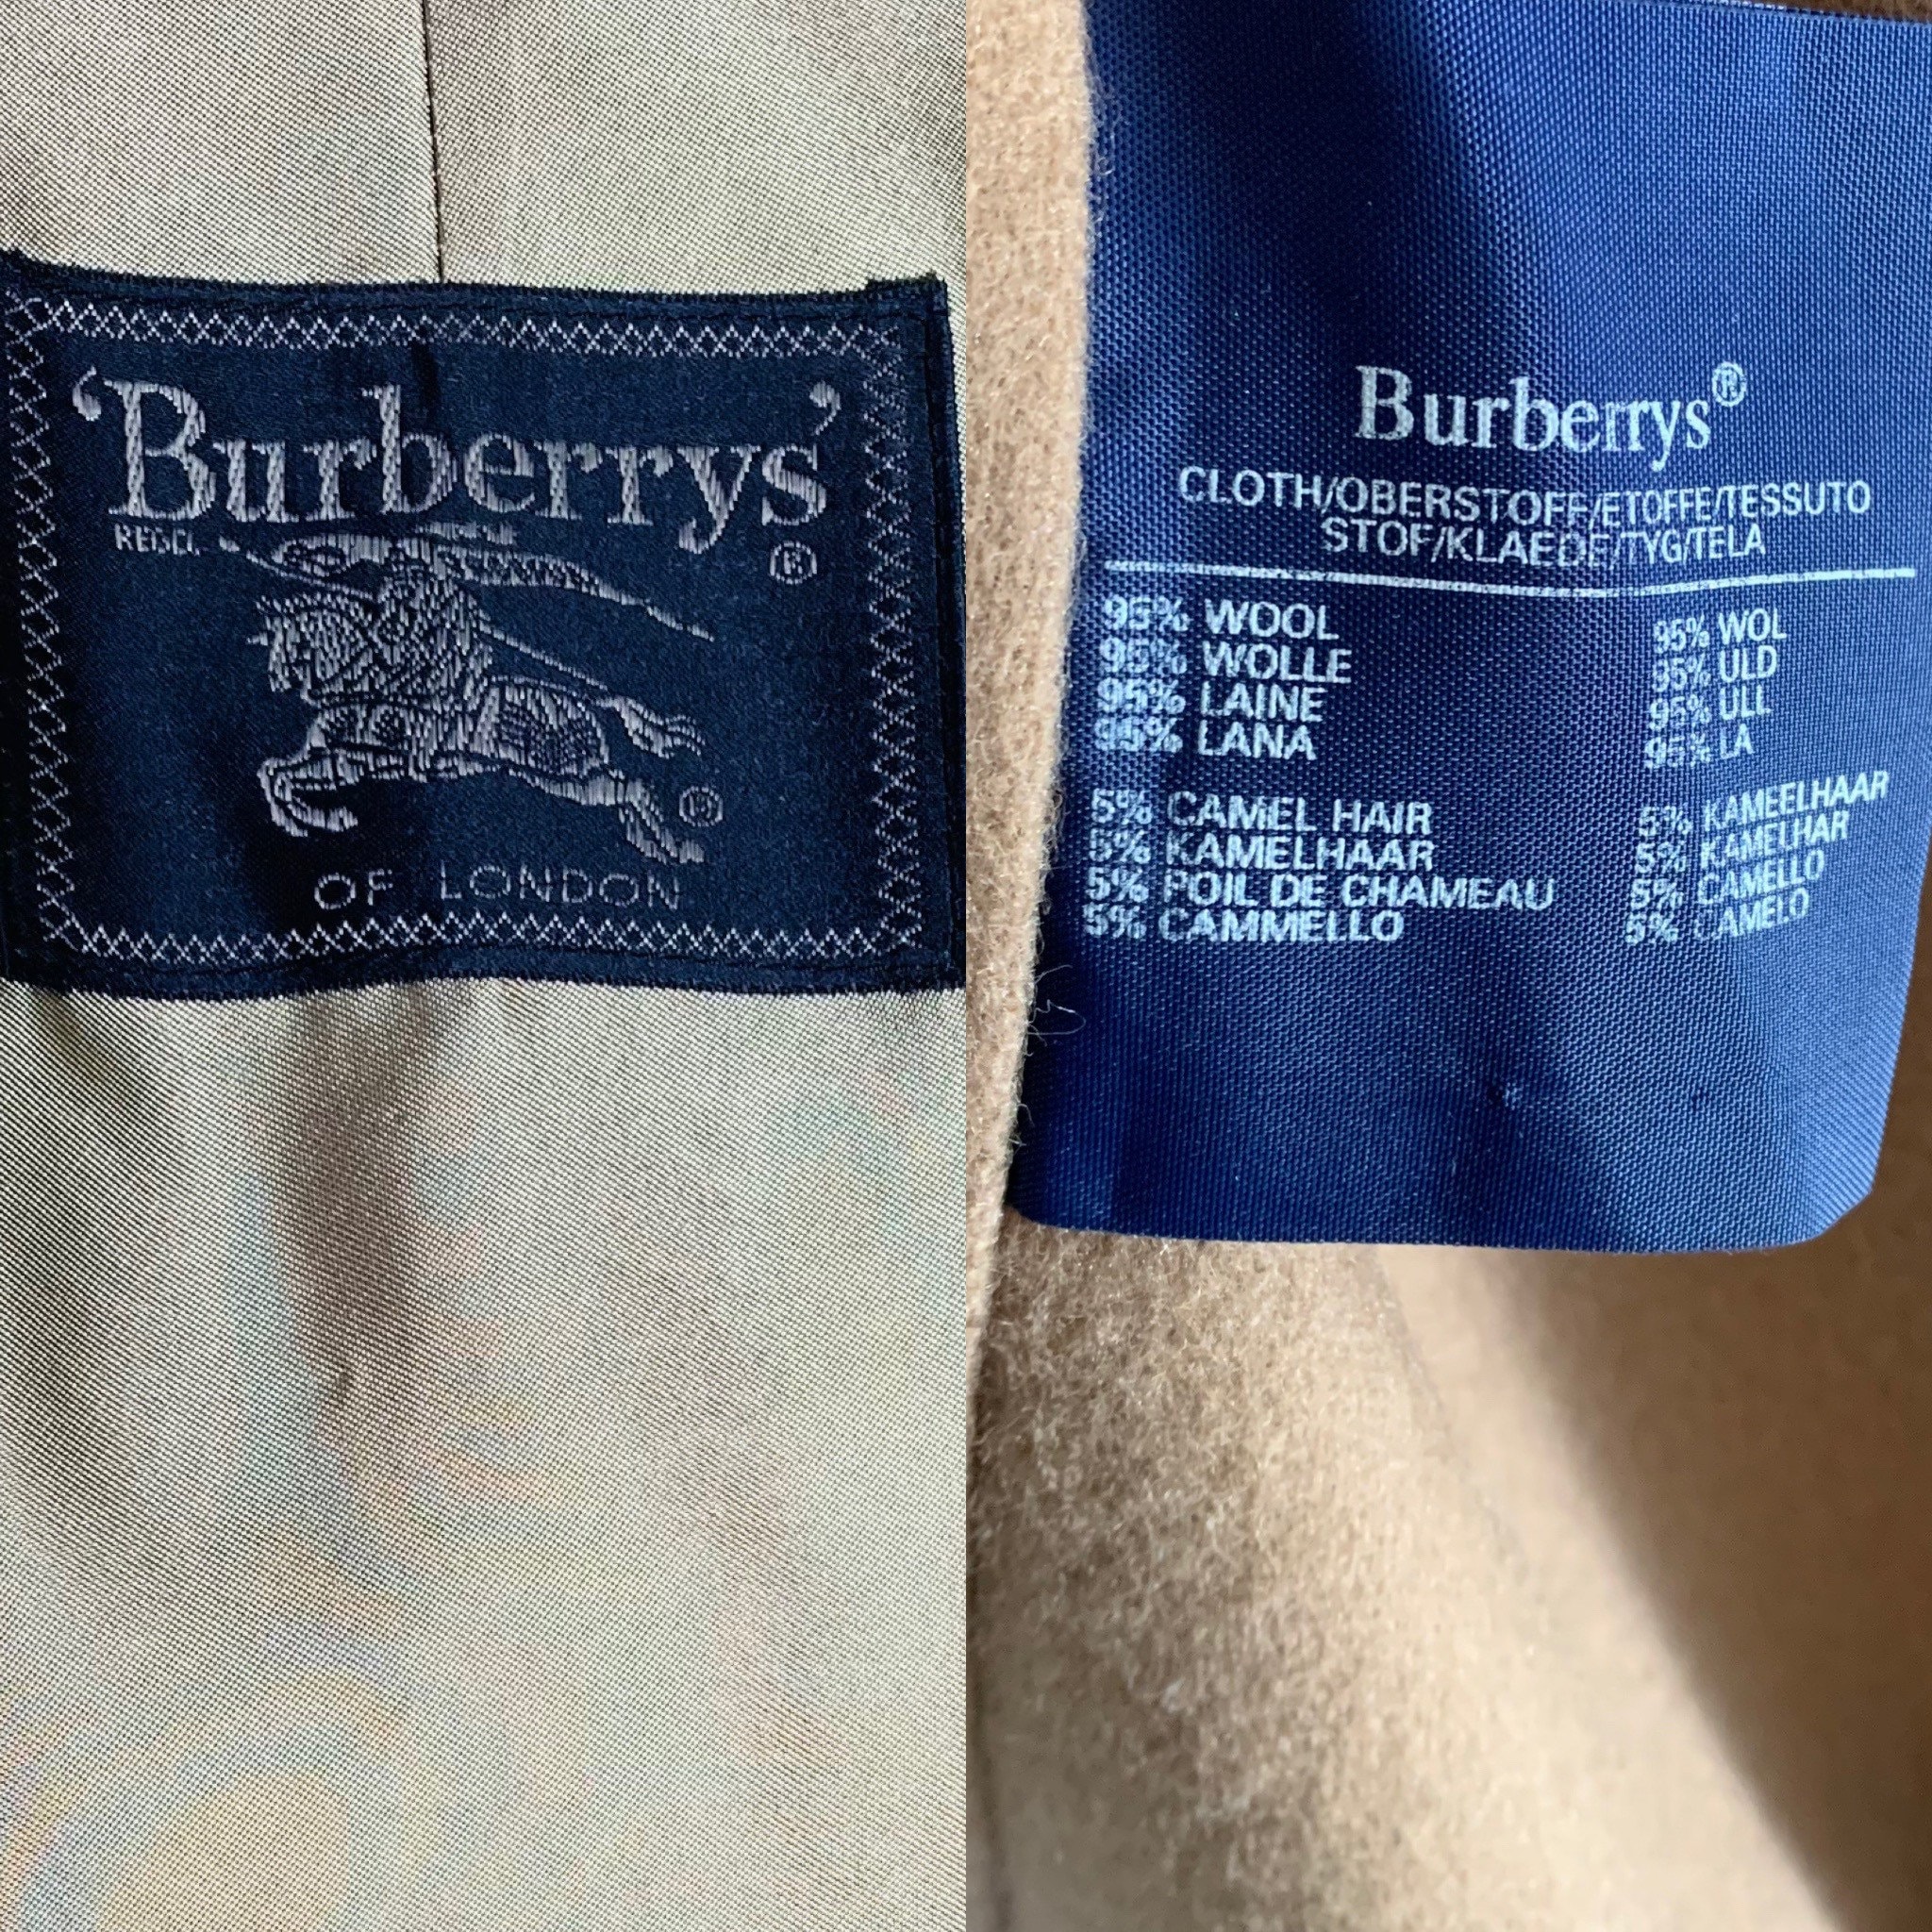 'Burberrys'
REGD. ®
®
OF LONDON
Burberrys®
CLOTH/OBERSTOFF/ETOFFE/TESSUTO
STOF/KLAEDE/TYG/TELA
95% WOOL
95% WOLLE
95% LAINE
95% LANA
95% WOL
95% ULD
95% ULL
95% LA
5% CAMEL HAIR
5% KAMELHAAR
5% POIL DE CHAMEAU
5% CAMMELLO
5% KAMEELHAAR
5% KAMELHAR
5% CAMELLO
5% CAMELO